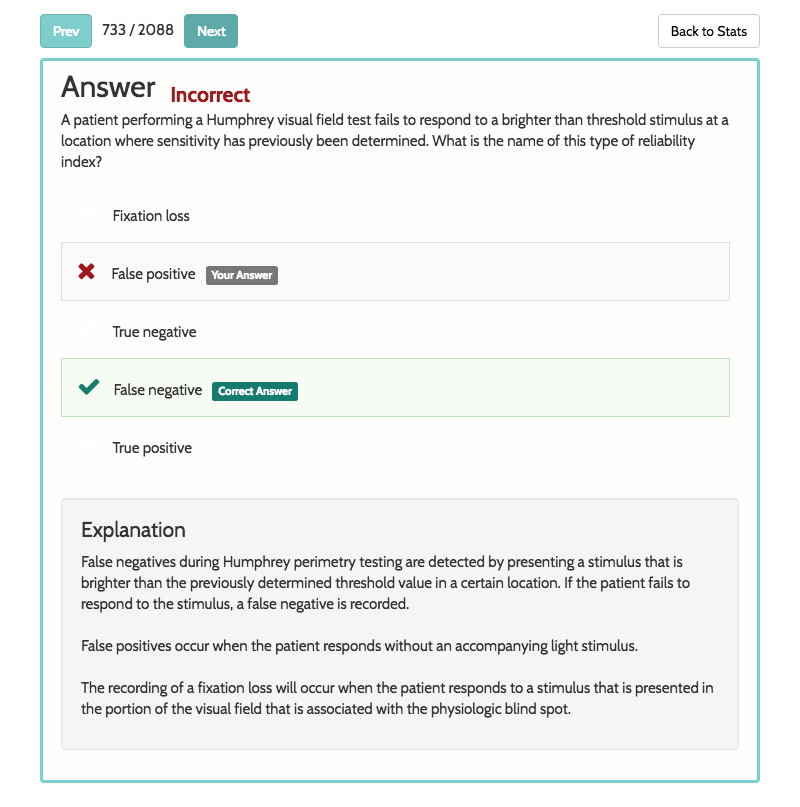 Prev 733 / 2088 Next Back to Stats
Answer Incorrect
A patient performing a Humphrey visual field test fails to respond to a brighter than threshold stimulus at a
location where sensitivity has previously been determined. What is the name of this type of reliability
index?
Fixation loss
False positive Your Answer
True negative
False negative Correct Answer
True positive
Explanation
False negatives during Humphrey perimetry testing are detected by presenting a stimulus that is
brighter than the previously determined threshold value in a certain location. If the patient fails to
respond to the stimulus, a false negative is recorded.
False positives occur when the patient responds without an accompanying light stimulus.
The recording of a fixation loss will occur when the patient responds to a stimulus that is presented in
the portion of the visual field that is associated with the physiologic blind spot.